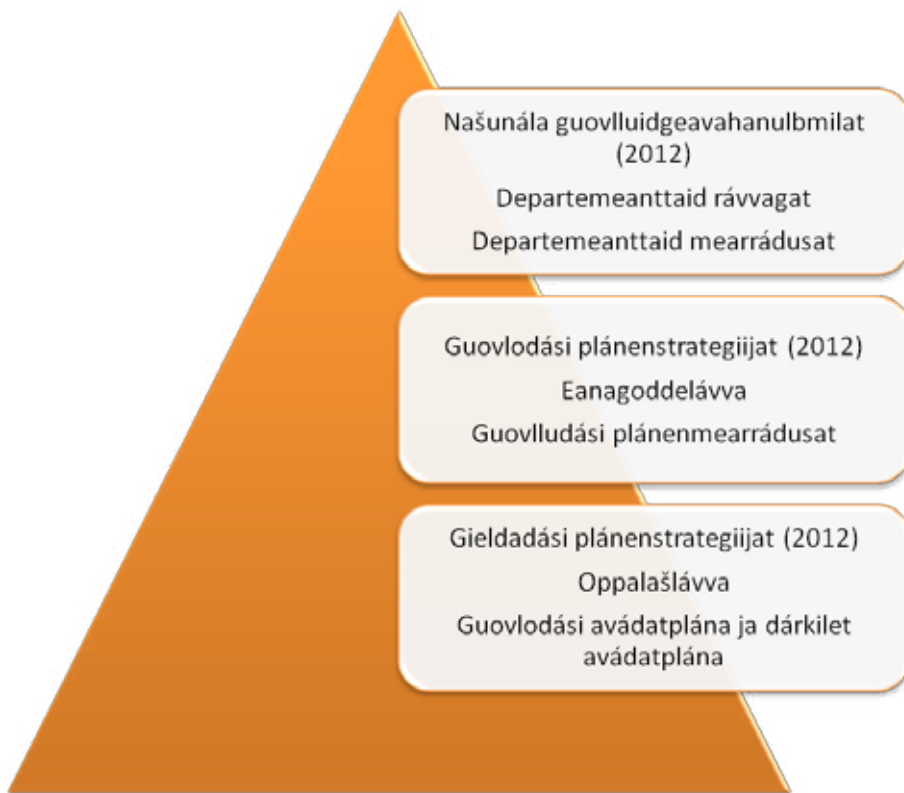 Našunála guovlluidgeavahanulbmilat
(2012)
Departemeanttaid rávvagat
Departemeanttaid mearrádusat
Guovlodási plánenstrategiijat (2012)
Eanagoddelávva
Guovlludási plánenmearrádusat
Gieldadási plánenstrategiijat (2012)
Oppalašlávva
Guovlodási avádatplána ja dárkilet
avádatplána